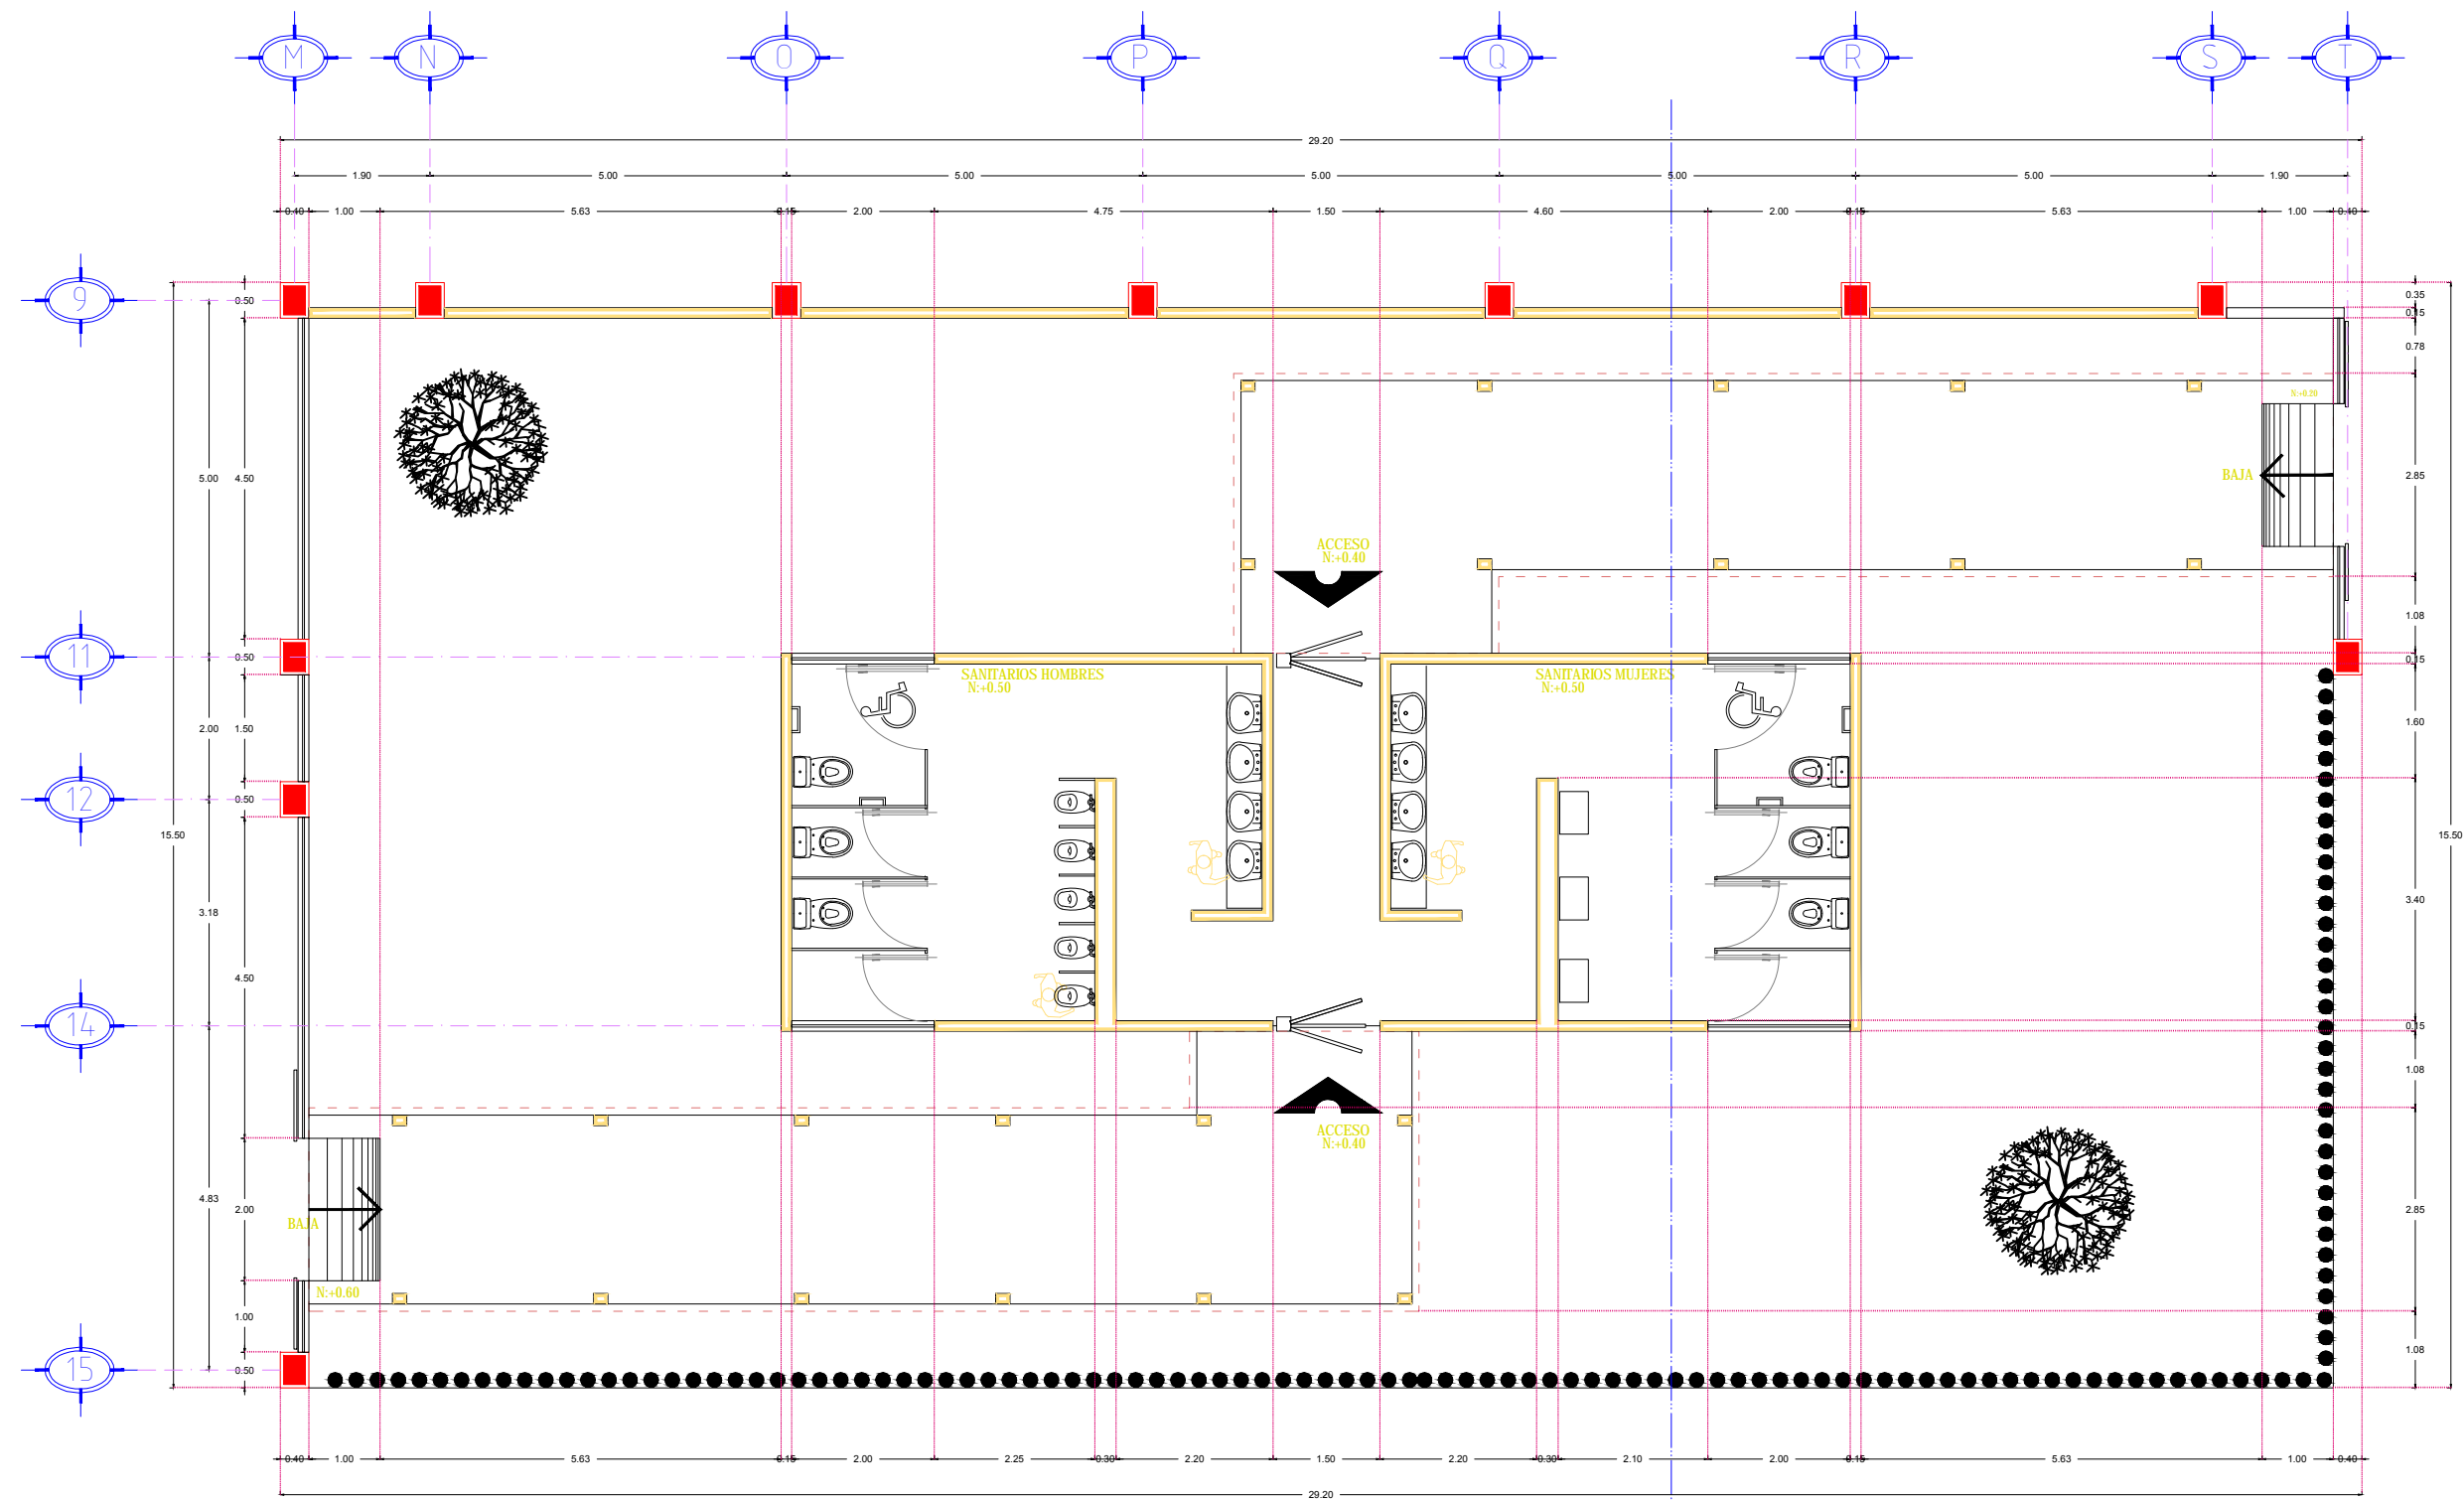 M N O P Q R S T
29.20
1.90 5.00 5.00 5.00 5.00 5.00 1.90
0.40 1.00 5.63 0.15 2.00 4.75 1.50 4.60 2.00 0.15 5.63 1.00 0.40
9
0.50
0.35
0.15
0.78
N:+0.20
5.00 4.50
BAJA
2.85
ACCESO
N:+0.40
1.08
11
0.50
0.15
SANITARIOS HOMBRES
N:+0.50
SANITARIOS MUJERES
N:+0.50
2.00 1.50
1.60
12
0.50
15.50
15.50
3.18
3.40
4.50
14
0.15
1.08
ACCESO
N:+0.40
4.83
2.00
BAJA
2.85
N:+0.60
1.00
15
0.50
1.08
0.40 1.00 5.63 0.15 2.00 2.25 0.30 2.20 1.50 2.20 0.30 2.10 2.00 0.15 5.63 1.00 0.40
29.20